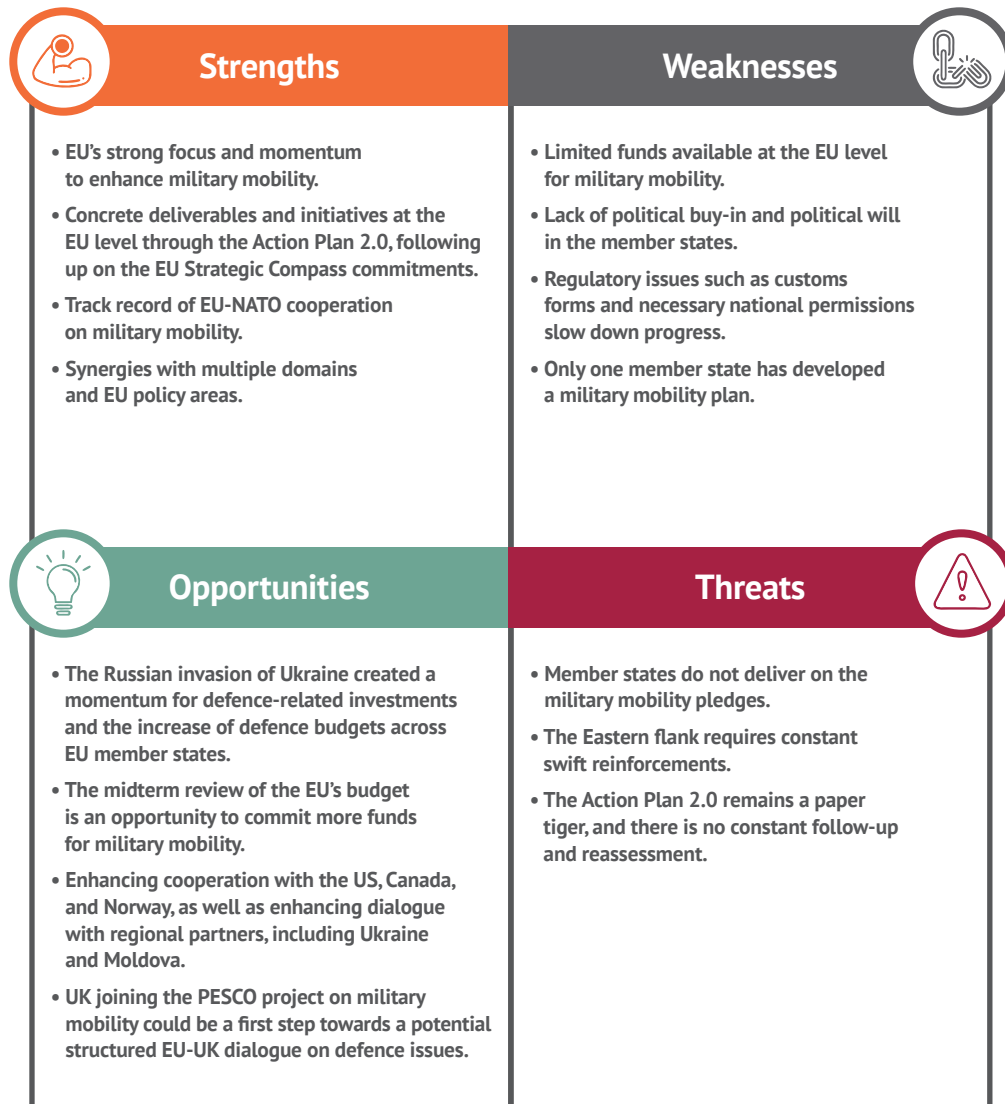 Strengths
• EU's strong focus and momentum
to enhance military mobility.
• Concrete deliverables and initiatives at the
EU level through the Action Plan 2.0, following
up on the EU Strategic Compass commitments.
• Track record of EU-NATO cooperation
on military mobility.
• Synergies with multiple domains
and EU policy areas.
Weaknesses
• Limited funds available at the EU level
for military mobility.
• Lack of political buy-in and political will
in the member states.
• Regulatory issues such as customs
forms and necessary national permissions
slow down progress.
• Only one member state has developed
a military mobility plan.
Opportunities
• The Russian invasion of Ukraine created a
momentum for defence-related investments
and the increase of defence budgets across
EU member states.
• The midterm review of the EU's budget
is an opportunity to commit more funds
for military mobility.
• Enhancing cooperation with the US, Canada,
and Norway, as well as enhancing dialogue
with regional partners, including Ukraine
and Moldova.
• UK joining the PESCO project on military
mobility could be a first step towards a potential
structured EU-UK dialogue on defence issues.
Threats
• Member states do not deliver on the
military mobility pledges.
• The Eastern flank requires constant
swift reinforcements.
• The Action Plan 2.0 remains a paper
tiger, and there is no constant follow-up
and reassessment.